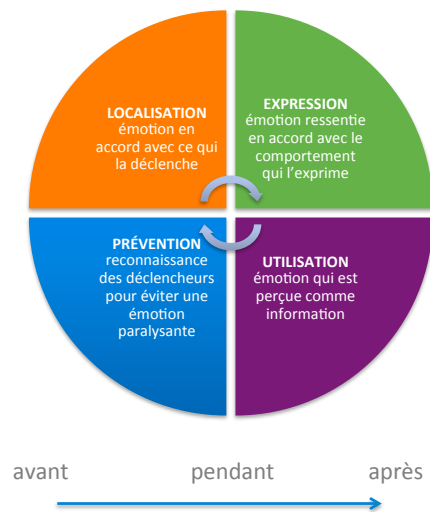 LOCALISATION
émotion en
accord avec ce qui
la déclenche
EXPRESSION
émotion ressentie
en accord avec le
comportement
qui l’exprime
PRÉVENTION
reconnaissance
des déclencheurs
pour éviter une
émotion
paralysante
UTILISATION
émotion qui est
perçue comme
information
avant pendant après